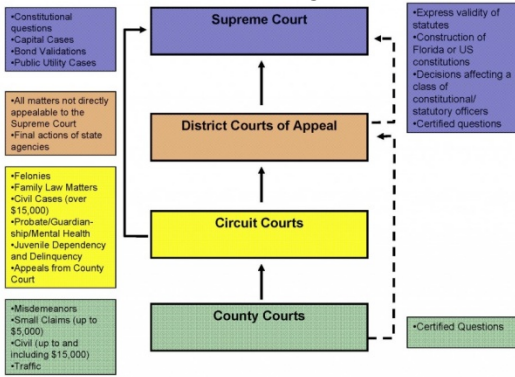 •Constitutional
questions
•Capital Cases
•Bond Validations
•Public Utility Cases
Supreme Court
•Express validity of
statutes
•Construction of
Florida or US
constitutions
•Decisions affecting a
class of
constitutional/
statutory officers
•Certified questions
•All matters not directly
appealable to the
Supreme Court
•Final actions of state
agencies
District Courts of Appeal
•Felonies
•Family Law Matters
•Civil Cases (over
$15,000)
•Probate/Guardian-
ship/Mental Health
•Juvenile Dependency
and Delinquency
•Appeals from County
Court
Circuit Courts
•Misdemeanors
•Small Claims (up to
$5,000)
•Civil (up to and
including $15,000)
•Traffic
County Courts
•Certified Questions